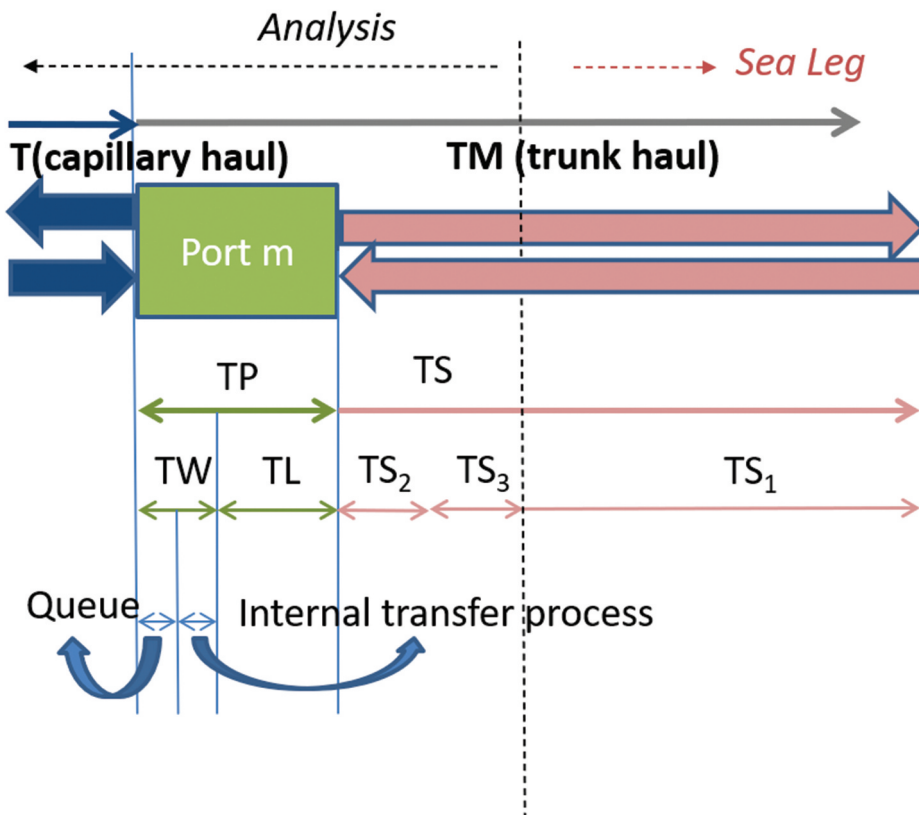 Analysis
Sea Leg
T(capillary haul)
TM (trunk haul)
Port m
TP
TS
TW
TL
TS₂
TS₃
TS₁
Queue
Internal transfer process